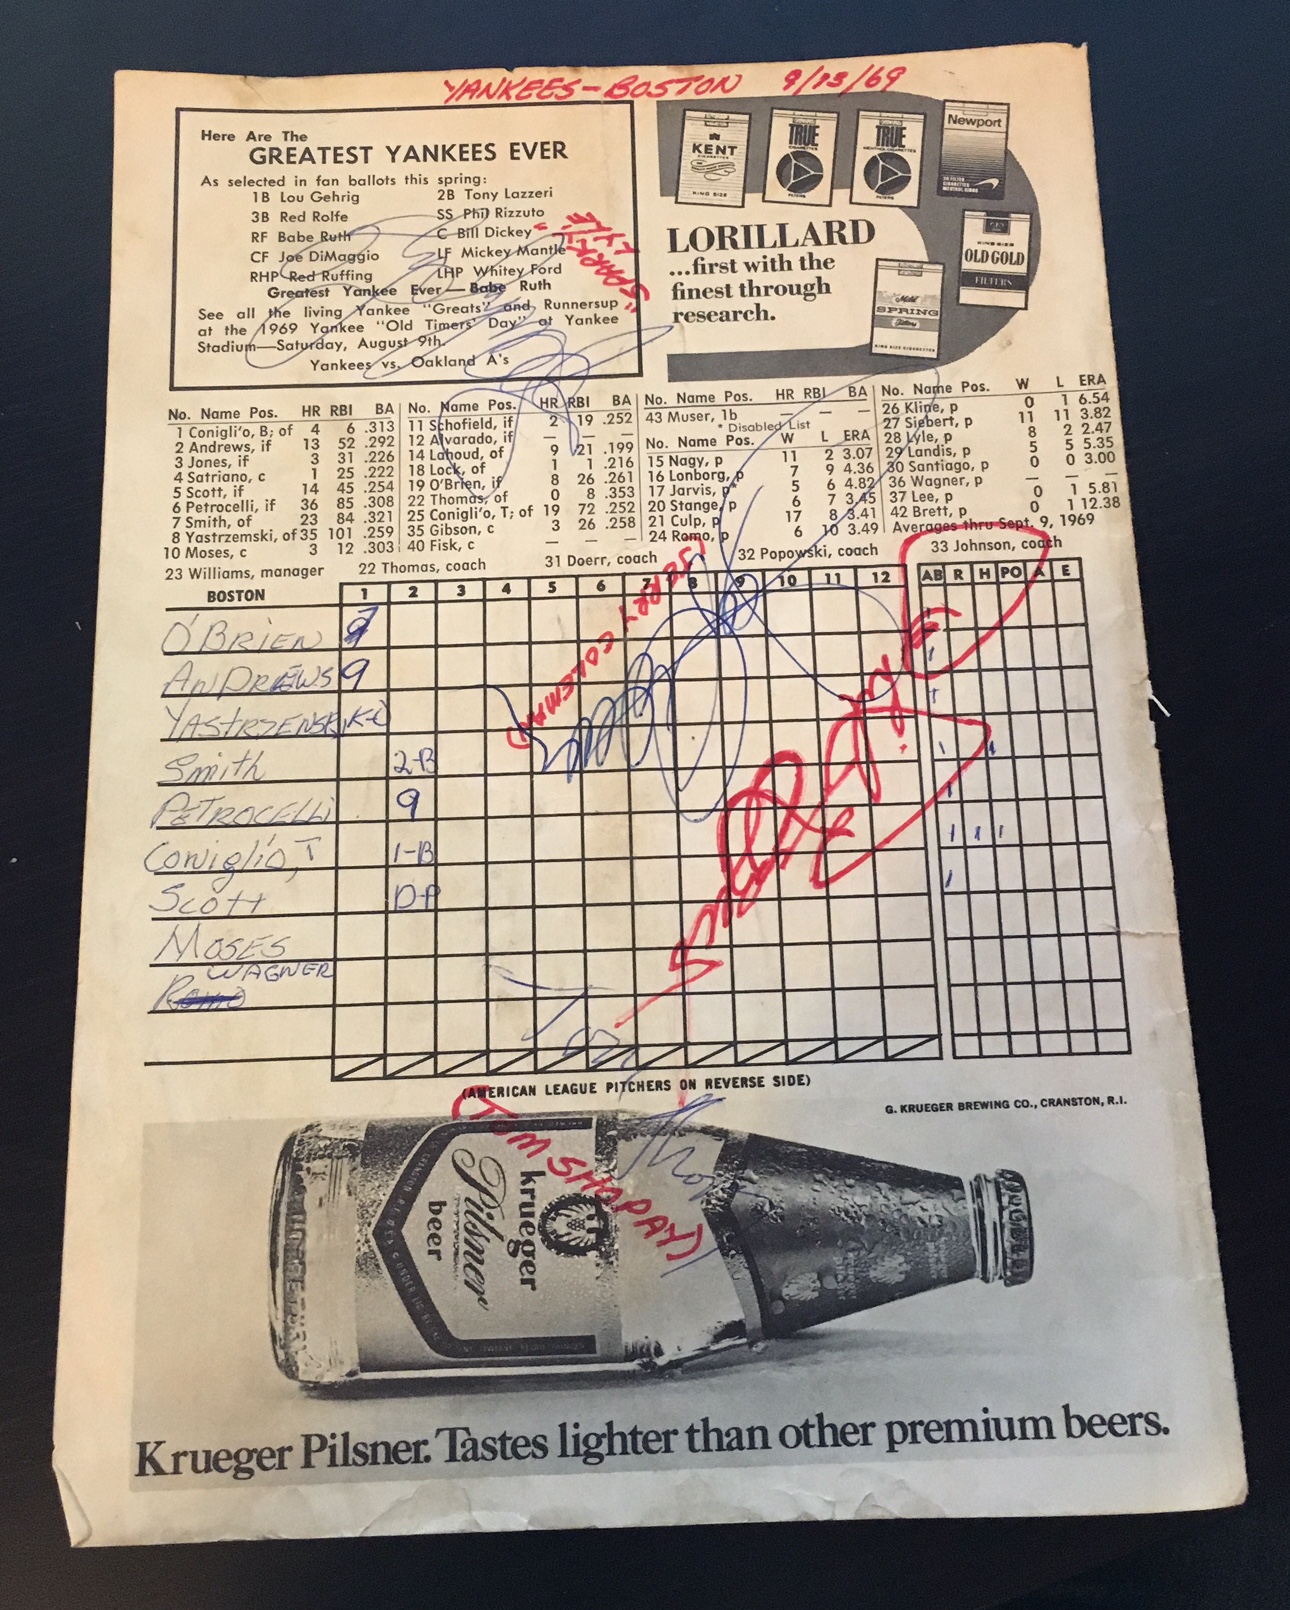 YANKEES-BOSTON 9/13/69
Here Are The
GREATEST YANKEES EVER
As selected in fan ballots this spring:
1B Lou Gehrig 2B Tony Lazzeri
3B Red Rolfe SS Phil Rizzuto
RF Babe Ruth C Bill Dickey
CF Joe DiMaggio LF Mickey Mantle
RHP Red Ruffing LHP Whitey Ford
Greatest Yankee Ever—Babe Ruth
See all the living Yankee "Greats" and Runnersup
at the 1969 Yankee "Old Timers' Day" at Yankee
Stadium—Saturday, August 9th.
Yankees vs. Oakland A's
"SPARKY"
LYLE
KENT
KING SIZE
TRUE
FILTERS
TRUE
FILTERS
Newport
KING SIZE
OLD GOLD
FILTERS
SPRING
LORILLARD
...first with the
finest through
research.
No. Name Pos. HR RBI BA
1 Conigli'o, B; of 4 6 .313
2 Andrews, if 13 52 .292
3 Jones, if 3 31 .226
4 Satriano, c 1 25 .222
5 Scott, if 14 45 .254
6 Petrocelli, if 36 85 .308
7 Smith, of 23 84 .321
8 Yastrzemski, of 35 101 .259
10 Moses, c 3 12 .303
No. Name Pos. HR RBI BA
11 Schofield, if 2 19 .252
12 Alvarado, if — — —
14 Lahoud, of 9 21 .199
18 Lock, of 1 1 .216
19 O'Brien, if 8 26 .261
22 Thomas, of 0 8 .353
25 Conigli'o, T; of 19 72 .252
35 Gibson, c 3 26 .258
40 Fisk, c — — —
No. Name Pos. HR RBI BA
43 Muser, 1b — — —
* Disabled List
No. Name Pos. W L ERA
15 Nagy, p 11 2 3.07
16 Lonborg, p 7 9 4.36
17 Jarvis, p* 5 6 4.82
20 Stange, p 6 7 3.45
21 Culp, p 17 8 3.41
24 Romo, p 6 10 3.49
No. Name Pos. W L ERA
26 Kline, p 0 1 6.54
27 Siebert, p 11 11 3.82
28 Lyle, p 8 2 2.47
29 Landis, p 5 5 5.35
30 Santiago, p 0 0 3.00
36 Wagner, p — — —
37 Lee, p 0 1 5.81
42 Brett, p 0 1 12.38
Averages thru Sept. 9, 1969
23 Williams, manager 22 Thomas, coach 31 Doerr, coach 32 Popowski, coach 33 Johnson, coach
BOSTON 1 2 3 4 5 6 7 8 9 10 11 12 AB R H PO A E
O'BRIEN
ANDREWS 9
YASTRZENSKI
Smith 2-B
PETROCELLI 9
Coniglio, T 1-B
SCOTT DP
MOSES
WAGNER
(JERRY COLEMAN)
(AMERICAN LEAGUE PITCHERS ON REVERSE SIDE)
G. KRUEGER BREWING CO., CRANSTON, R.I.
(TOM SHOPAY)
krueger
Pilsner
beer
Krueger Pilsner. Tastes lighter than other premium beers.